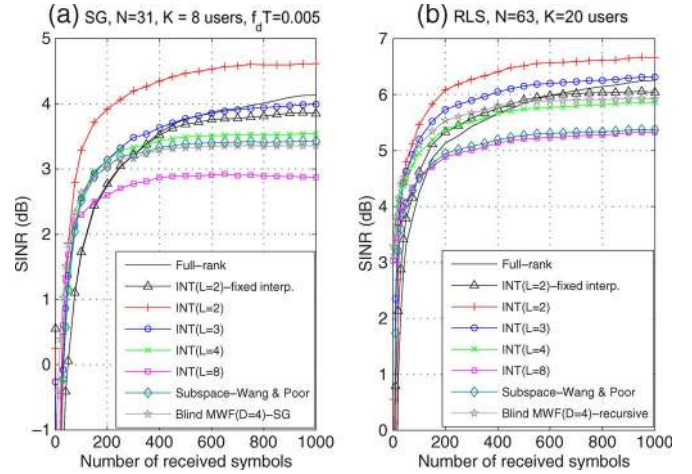 (a) SG, N=31, K = 8 users, f_dT=0.005
SINR (dB)
5
4
3
2
1
0
−1
0 200 400 600 800 1000
Number of received symbols
Full−rank
INT(L=2)−fixed interp.
INT(L=2)
INT(L=3)
INT(L=4)
INT(L=8)
Subspace−Wang & Poor
Blind MWF(D=4)−SG
(b) RLS, N=63, K=20 users
SINR (dB)
7
6
5
4
3
2
1
0
0 200 400 600 800 1000
Number of received symbols
Full−rank
INT(L=2)−fixed interp.
INT(L=2)
INT(L=3)
INT(L=4)
INT(L=8)
Subspace−Wang & Poor
Blind MWF(D=4)−recursive